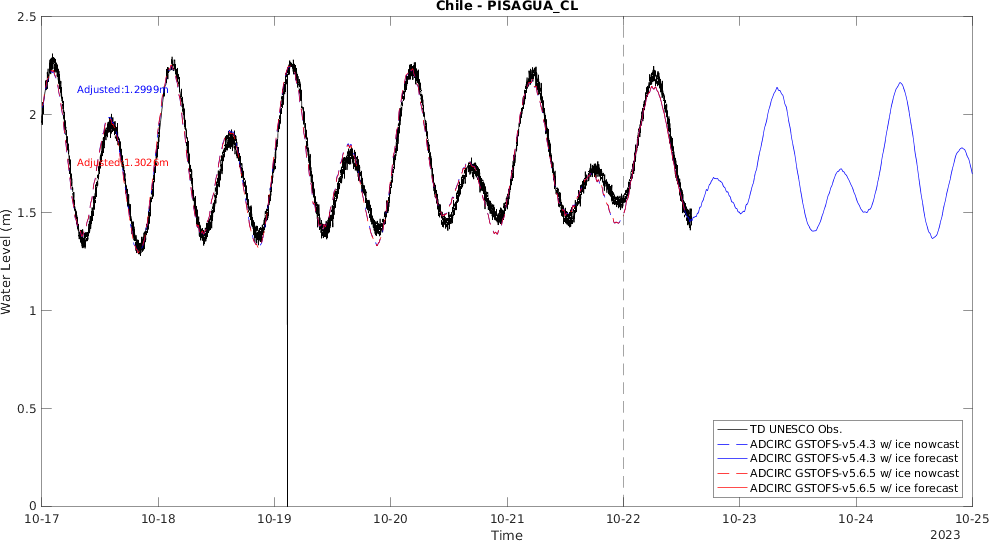 Chile - PISAGUA_CL
2.5
2
1.5
1
0.5
0
Water Level (m)
Adjusted:1.2999m
Adjusted:1.3026m
TD UNESCO Obs.
ADCIRC GSTOFS-v5.4.3 w/ ice nowcast
ADCIRC GSTOFS-v5.4.3 w/ ice forecast
ADCIRC GSTOFS-v5.6.5 w/ ice nowcast
ADCIRC GSTOFS-v5.6.5 w/ ice forecast
10-17 10-18 10-19 10-20 10-21 10-22 10-23 10-24 10-25
Time
2023